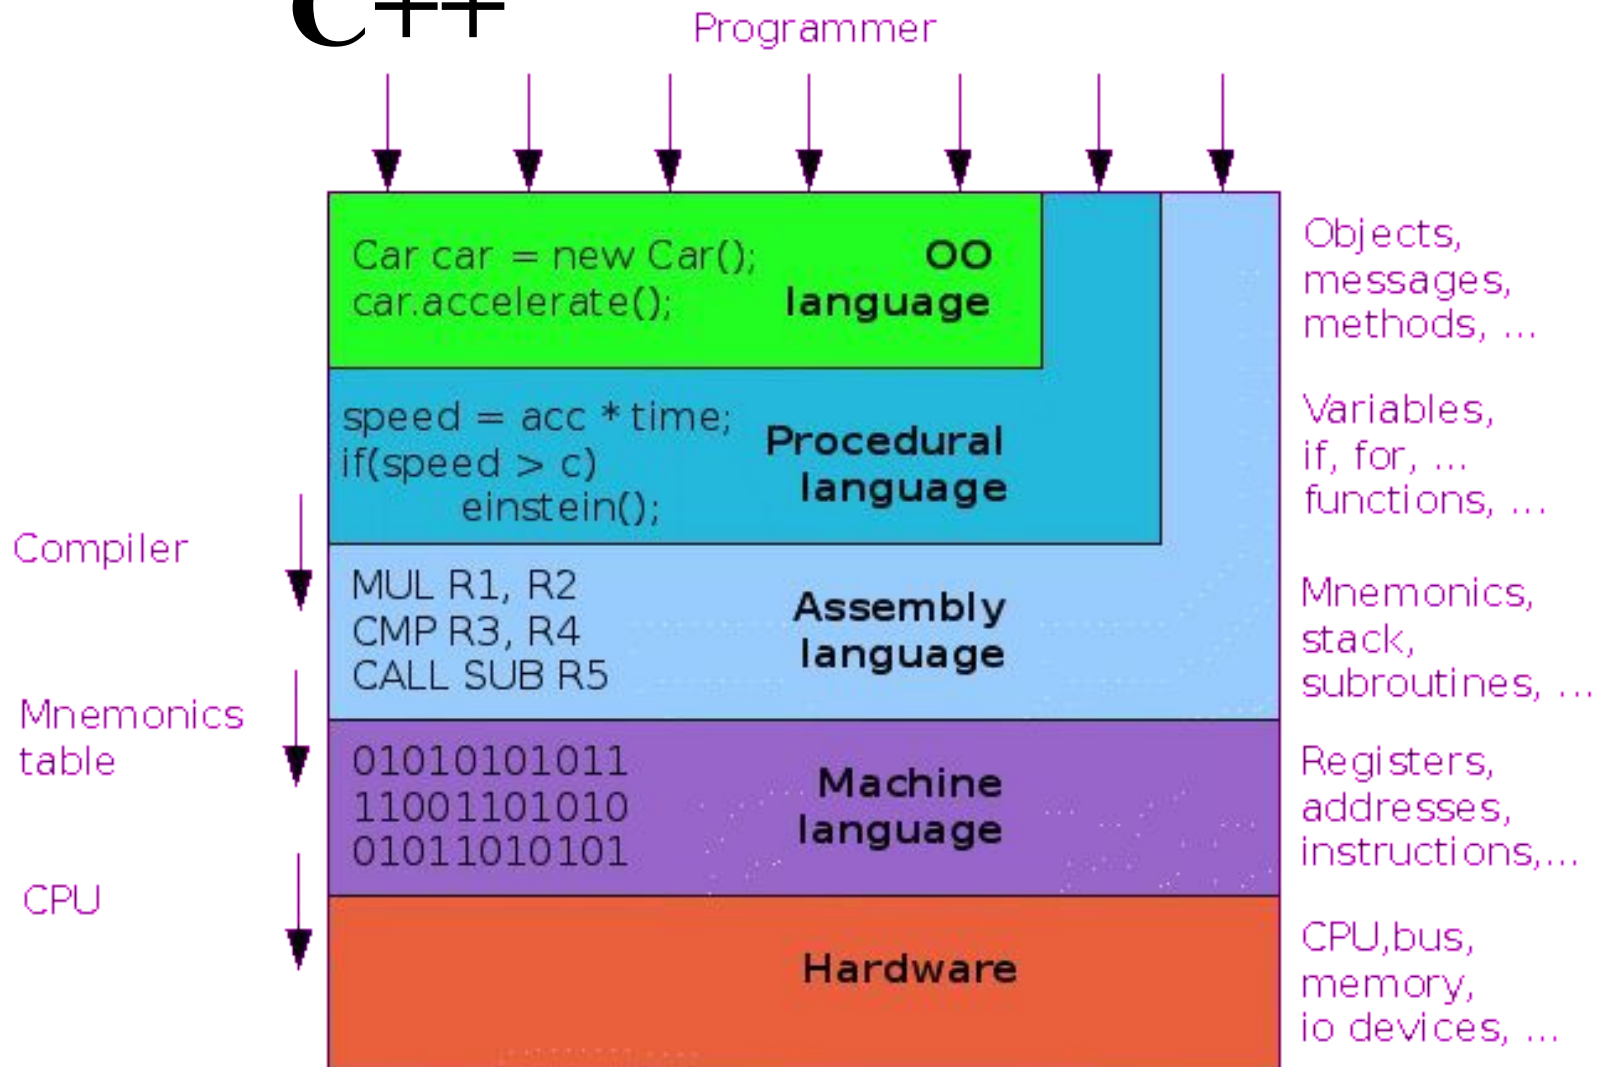 C++
Programmer
Car car = new Car();
car.accelerate();
OO
language
Objects,
messages,
methods, ...
speed = acc * time;
if(speed > c)
einstein();
Procedural
language
Variables,
if, for, ...
functions, ...
Compiler
MUL R1, R2
CMP R3, R4
CALL SUB R5
Assembly
language
Mnemonics,
stack,
subroutines, ...
Mnemonics
table
01010101011
11001101010
01011010101
Machine
language
Registers,
addresses,
instructions,...
CPU
Hardware
CPU,bus,
memory,
io devices, ...